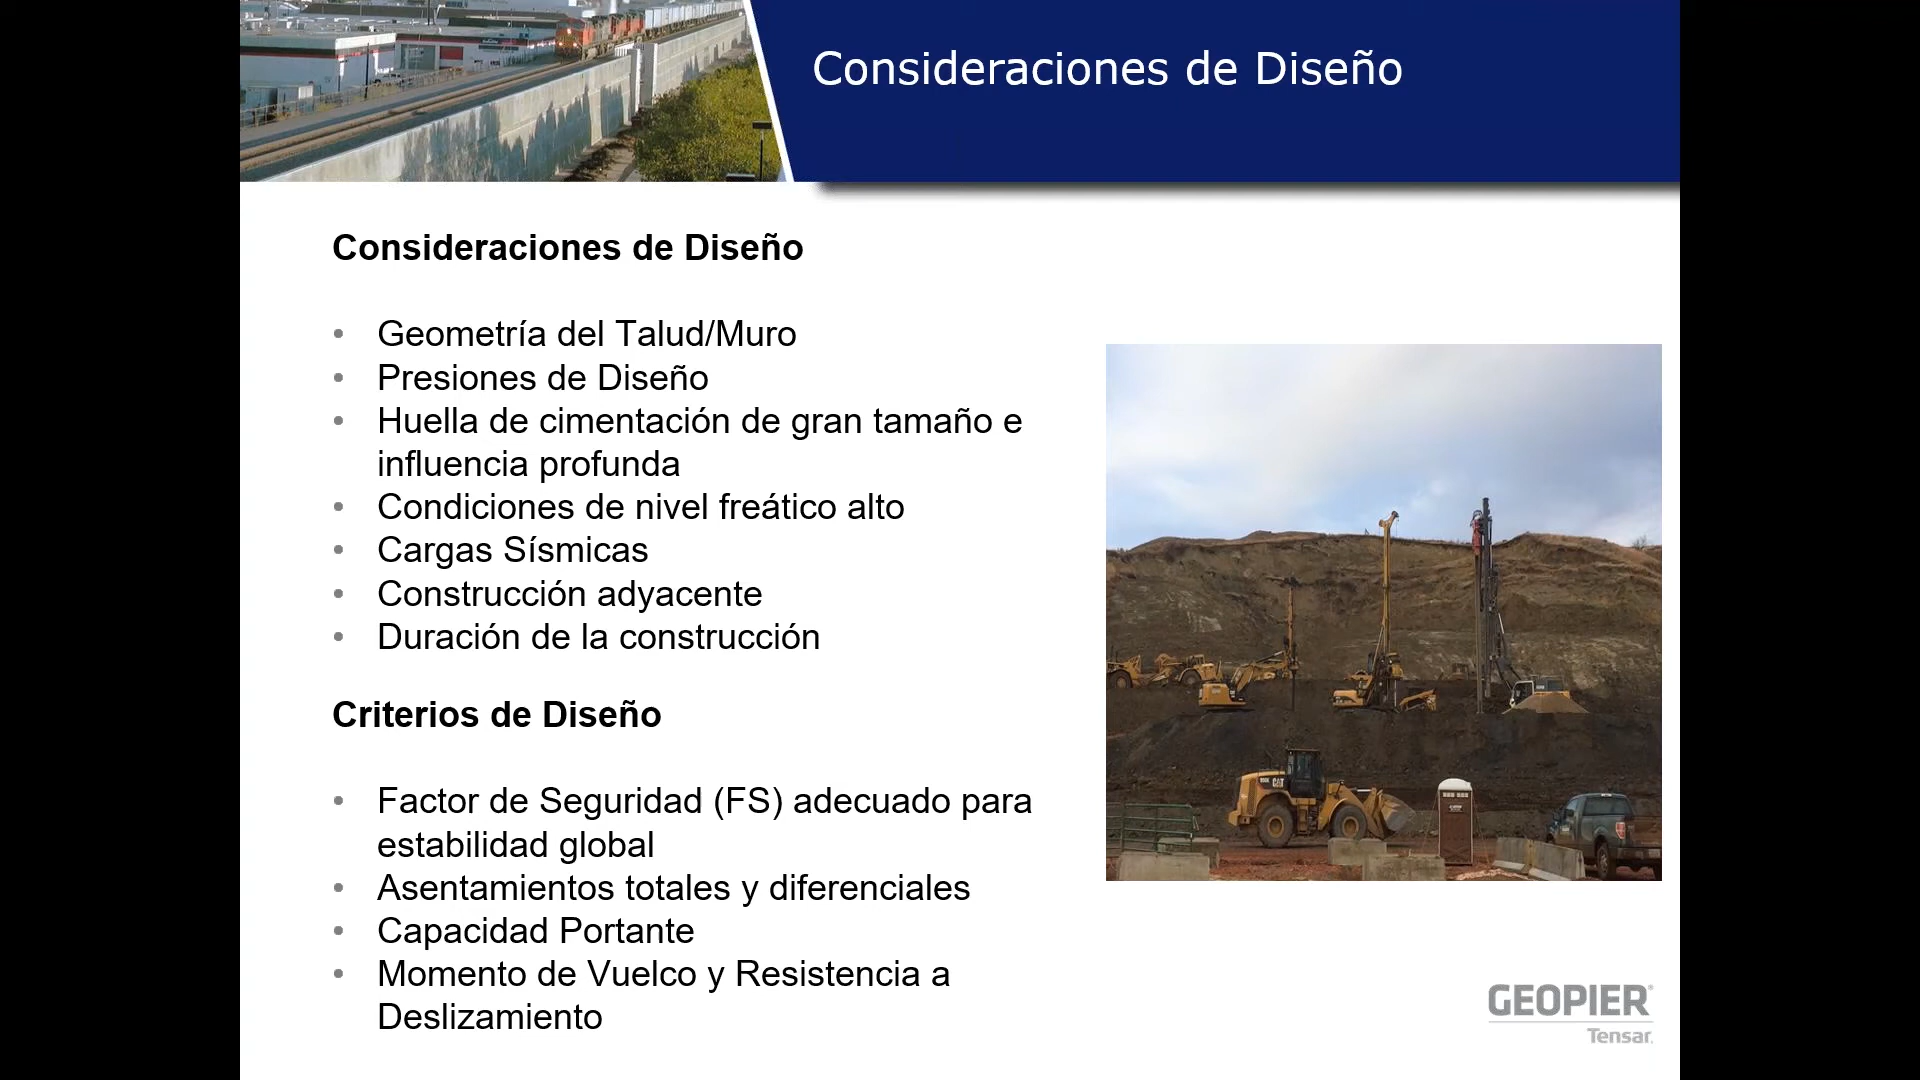 Consideraciones de Diseño
Consideraciones de Diseño
• Geometría del Talud/Muro
• Presiones de Diseño
• Huella de cimentación de gran tamaño e
influencia profunda
• Condiciones de nivel freático alto
• Cargas Sísmicas
• Construcción adyacente
• Duración de la construcción
Criterios de Diseño
• Factor de Seguridad (FS) adecuado para
estabilidad global
• Asentamientos totales y diferenciales
• Capacidad Portante
• Momento de Vuelco y Resistencia a
Deslizamiento
CAT
GEOPIER®
Tensar.